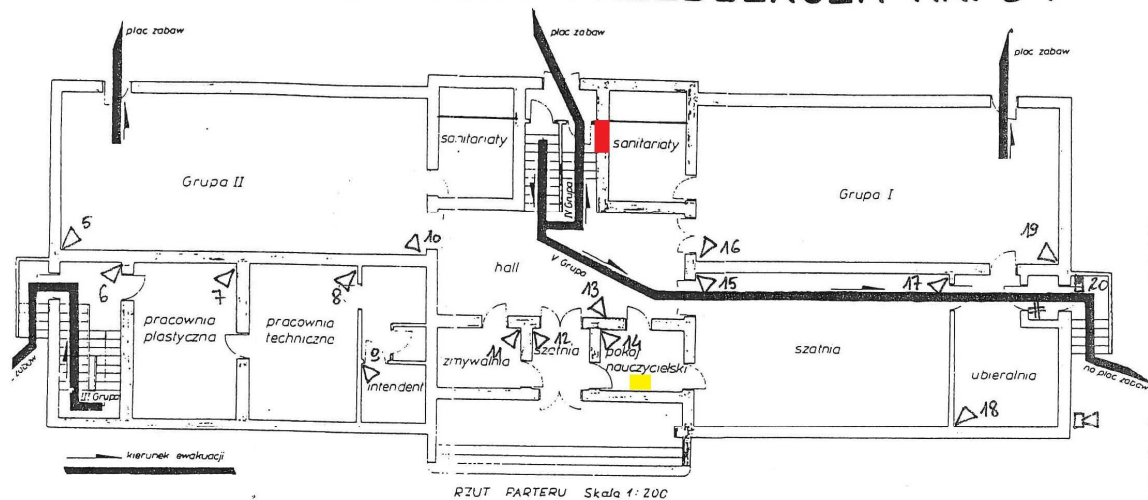 plac zabaw
plac zabaw
plac zabaw
sanitariaty
sanitariaty
Grupa II
IV Grupa
Grupa I
5
10
16
19
hall
V Grupa
6
7
8
13
15
17
20
pracownia
plastyczna
pracownia
techniczna
9
intendent
11
zmywalnia
12
szatnia
14
pokój
nauczycielski
szatnia
ubieralnia
18
na plac zabaw
zabaw
III Grupa
kierunek ewakuacji
RZUT PARTERU Skala 1:200